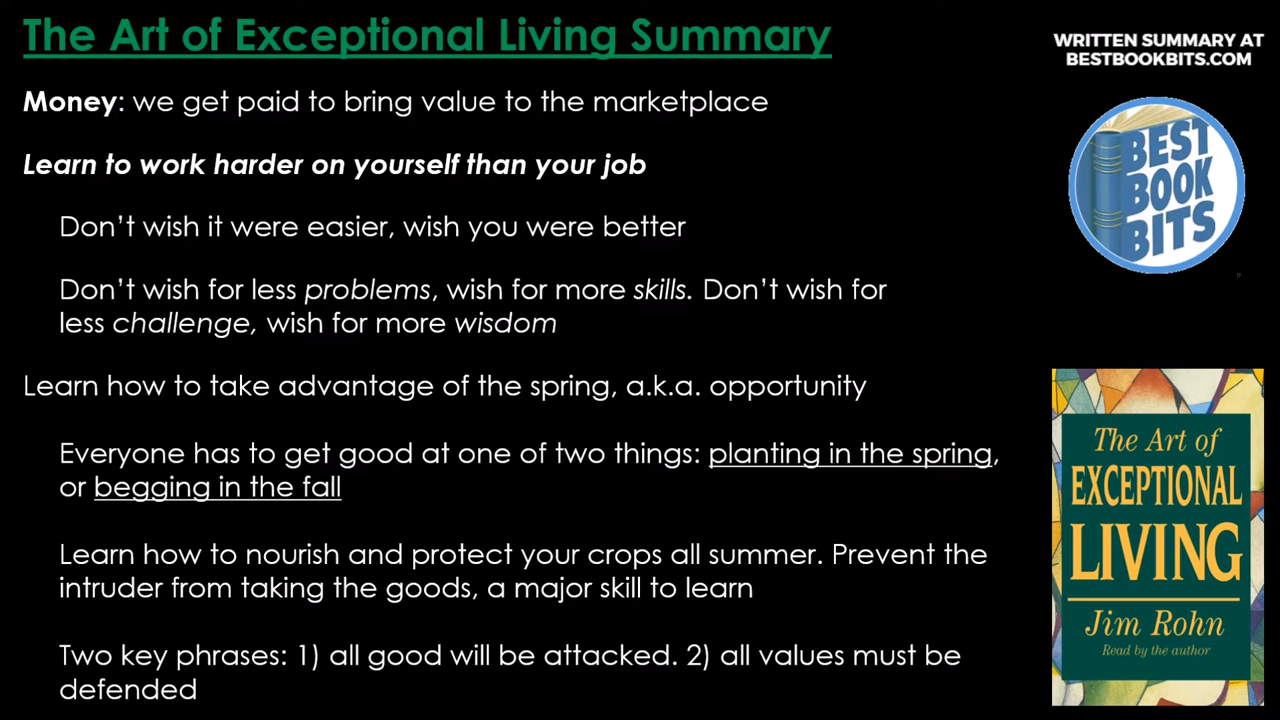 The Art of Exceptional Living Summary
WRITTEN SUMMARY AT
BESTBOOKBITS.COM
Money: we get paid to bring value to the marketplace
Learn to work harder on yourself than your job
Don't wish it were easier, wish you were better
Don't wish for less problems, wish for more skills. Don't wish for
less challenge, wish for more wisdom
Learn how to take advantage of the spring, a.k.a. opportunity
Everyone has to get good at one of two things: planting in the spring,
or begging in the fall
Learn how to nourish and protect your crops all summer. Prevent the
intruder from taking the goods, a major skill to learn
Two key phrases: 1) all good will be attacked. 2) all values must be
defended
BEST
BOOK
BITS
The Art of
EXCEPTIONAL
LIVING
Jim Rohn
Read by the author